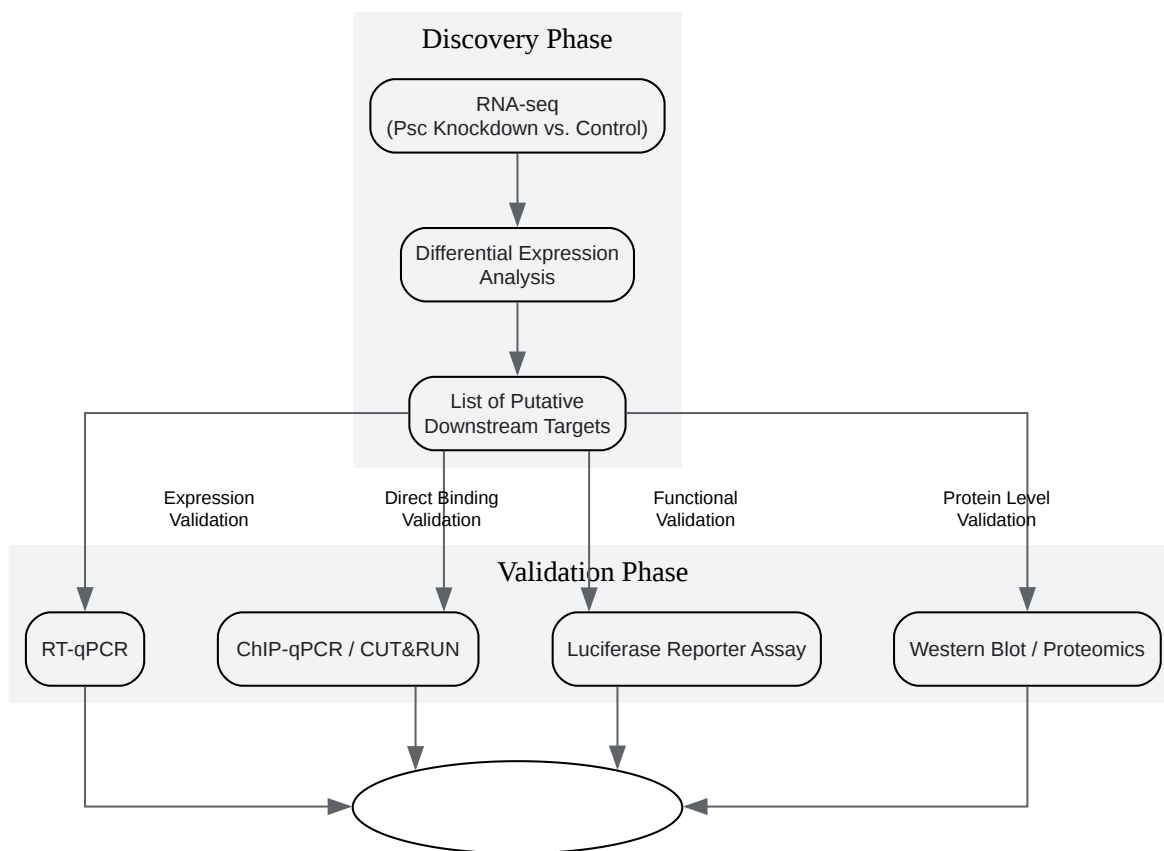 Discovery Phase
RNA-seq
(Psc Knockdown vs. Control)
Differential Expression
Analysis
List of Putative
Downstream Targets
Expression
Validation
Direct Binding
Validation
Functional
Validation
Protein Level
Validation
Validation Phase
RT-qPCR
ChIP-qPCR / CUT&RUN
Luciferase Reporter Assay
Western Blot / Proteomics